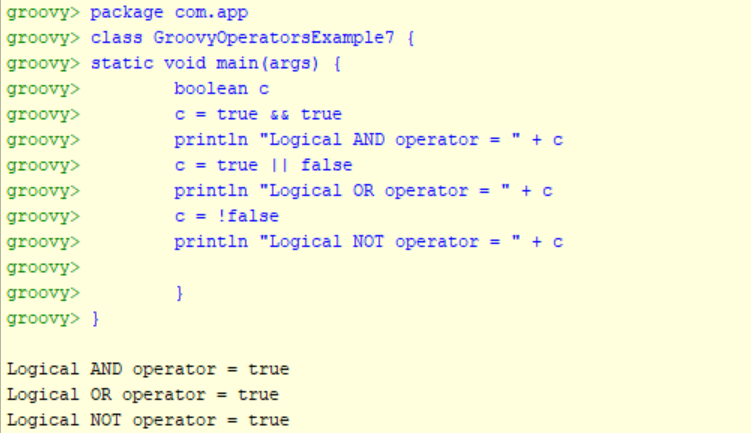 groovy> package com.app
groovy> class GroovyOperatorsExample7 {
groovy> static void main(args) {
groovy>         boolean c
groovy>         c = true && true
groovy>         println "Logical AND operator = " + c
groovy>         c = true || false
groovy>         println "Logical OR operator = " + c
groovy>         c = !false
groovy>         println "Logical NOT operator = " + c
groovy>
groovy>         }
groovy> }

Logical AND operator = true
Logical OR operator = true
Logical NOT operator = true